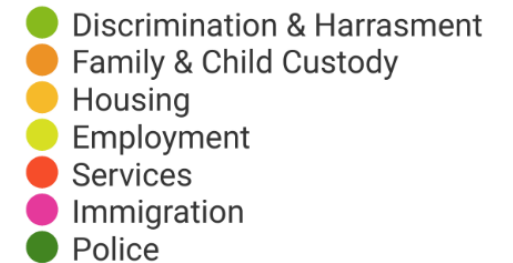 Discrimination & Harrasment
Family & Child Custody
Housing
Employment
Services
Immigration
Police